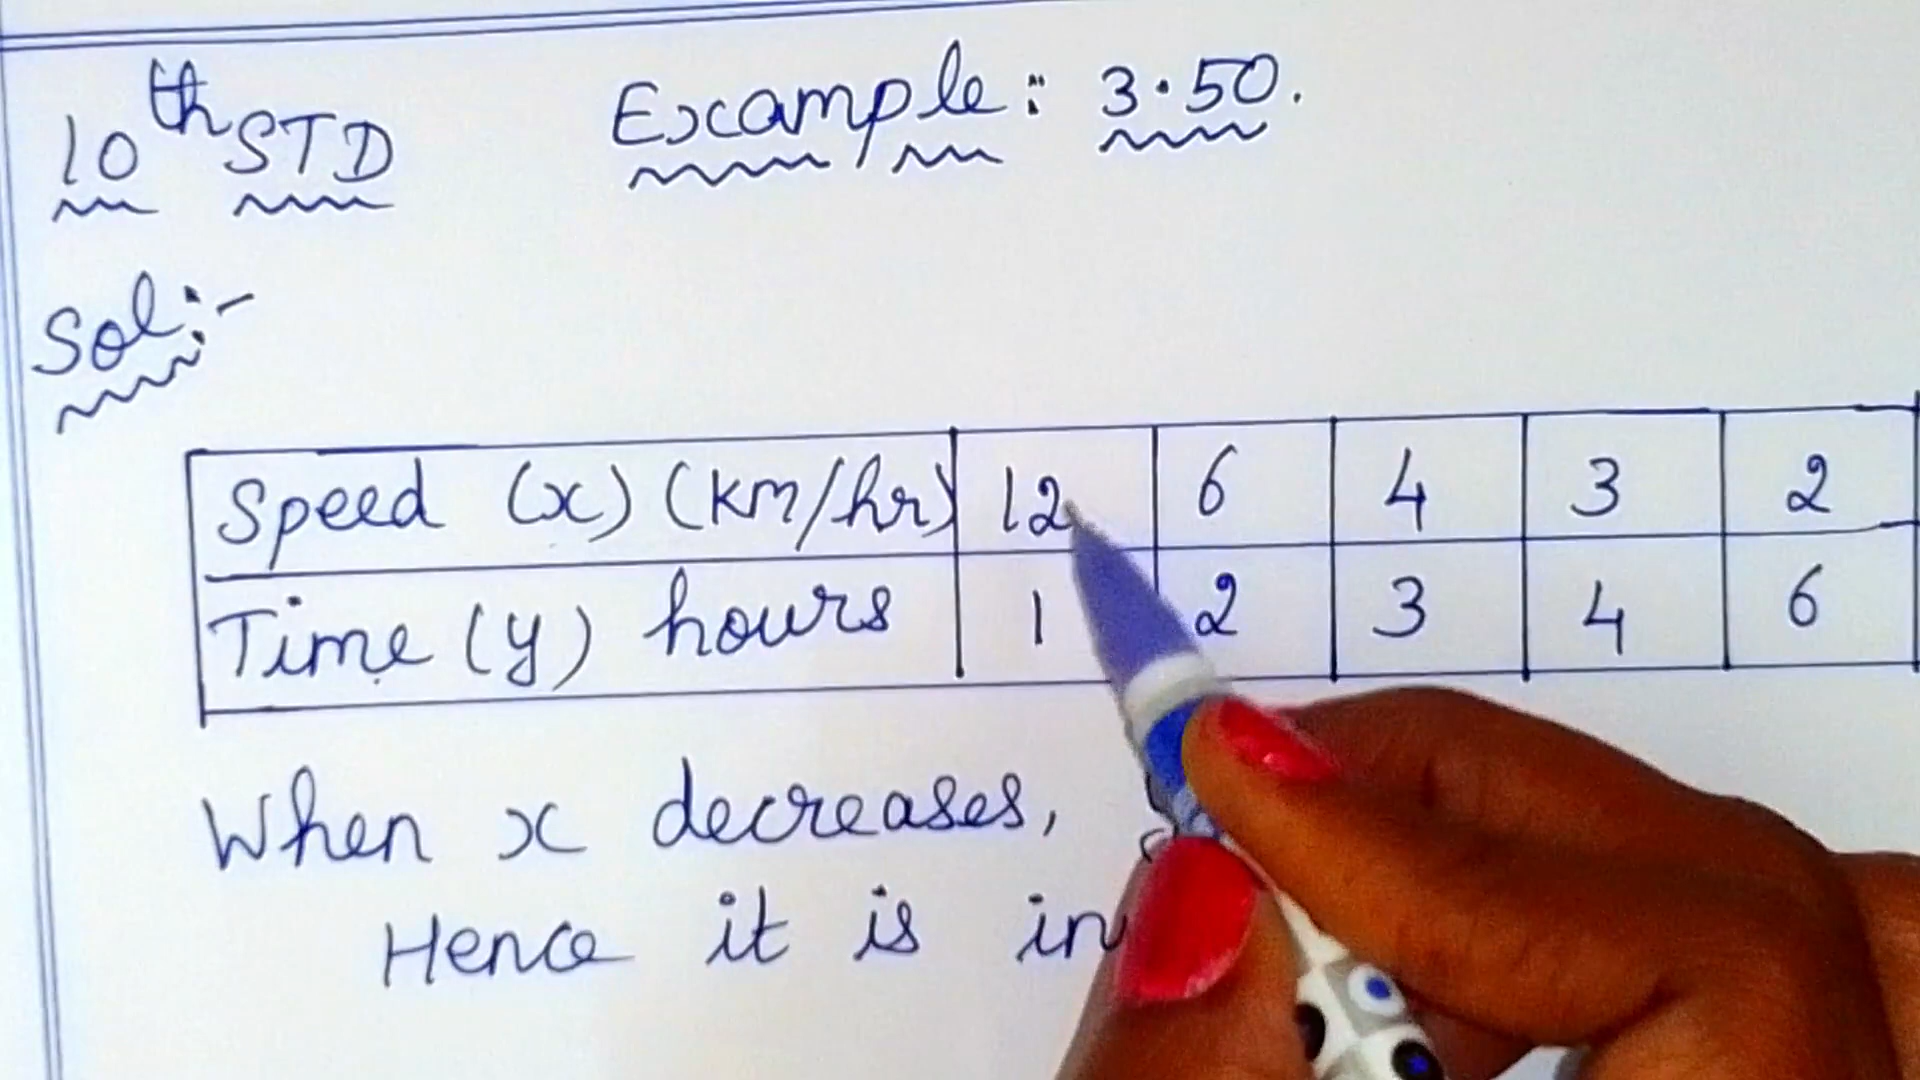 10th STD Example: 3.50.
Sol:-
Speed (x) (km/hr) 12 6 4 3 2
Time (y) hours 1 2 3 4 6
When x decreases,
Hence it is in